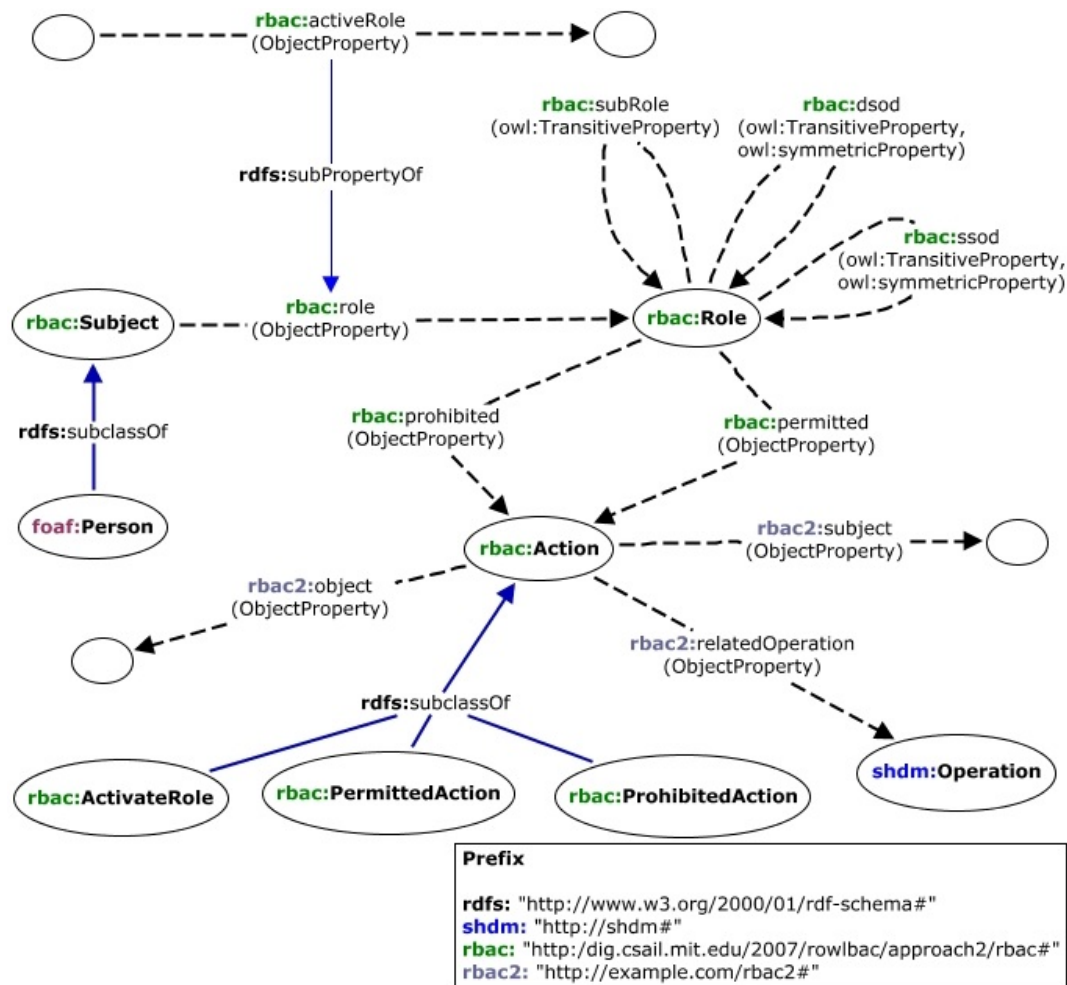 rbac:activeRole
(ObjectProperty)
rbac:subRole
(owl:TransitiveProperty)
rbac:dsod
(owl:TransitiveProperty,
owl:symmetricProperty)
rdfs:subPropertyOf
rbac:ssod
(owl:TransitiveProperty,
owl:symmetricProperty)
rbac:Subject
rbac:role
(ObjectProperty)
rbac:Role
rdfs:subclassOf
rbac:prohibited
(ObjectProperty)
rbac:permitted
(ObjectProperty)
foaf:Person
rbac:Action
rbac2:subject
(ObjectProperty)
rbac2:object
(ObjectProperty)
rbac2:relatedOperation
(ObjectProperty)
rdfs:subclassOf
rbac:ActivateRole
rbac:PermittedAction
rbac:ProhibitedAction
shdm:Operation
Prefix
rdfs: "http://www.w3.org/2000/01/rdf-schema#"
shdm: "http://shdm#"
rbac: "http:/dig.csail.mit.edu/2007/rowlbac/approach2/rbac#"
rbac2: "http://example.com/rbac2#"